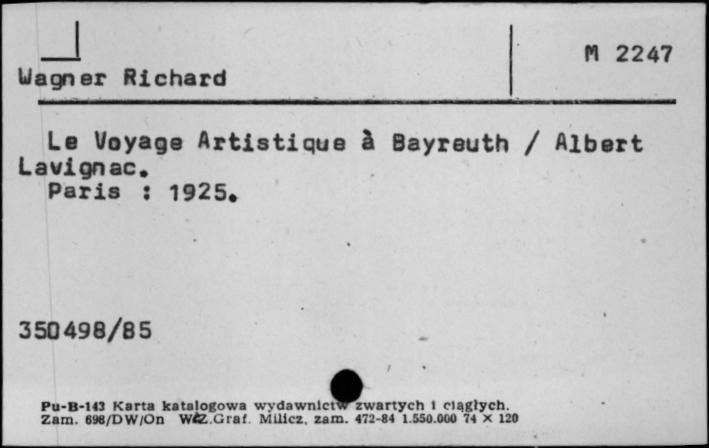 M 2247
Wagner Richard
Le Voyage Artistique à Bayreuth / Albert
Lavignac.
Paris : 1925.
350498/85
Pu-B-143 Karta katalogowa wydawnictw zwartych i ciągłych.
Zam. 698/DW/On WZ.Graf. Milicz, zam. 472-84 1.550.000 74 × 120